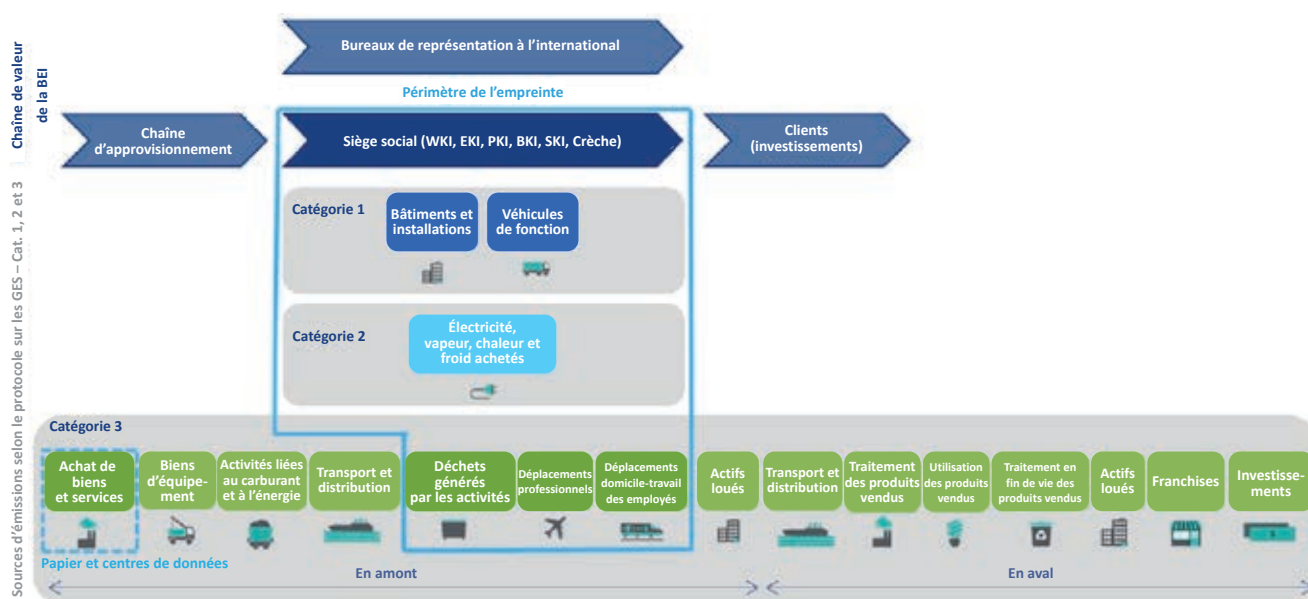 Chaîne de valeur
de la BEI
Sources d'émissions selon le protocole sur les GES – Cat. 1, 2 et 3
Bureaux de représentation à l'international
Périmètre de l'empreinte
Chaîne
d'approvisionnement
Siège social (WKI, EKI, PKI, BKI, SKI, Crèche)
Clients
(investissements)
Catégorie 1
Bâtiments et
installations
Véhicules
de fonction
Catégorie 2
Électricité,
vapeur, chaleur et
froid achetés
Catégorie 3
Achat de
biens
et services
Biens
d'équipe-
ment
Activités liées
au carburant
et à l'énergie
Transport et
distribution
Déchets
générés
par les activités
Déplacements
professionnels
Déplacements
domicile-travail
des employés
Actifs
loués
Transport et
distribution
Traitement
des produits
vendus
Utilisation
des produits
vendus
Traitement en
fin de vie des
produits vendus
Actifs
loués
Franchises
Investisse-
ments
Papier et centres de données
En amont
En aval